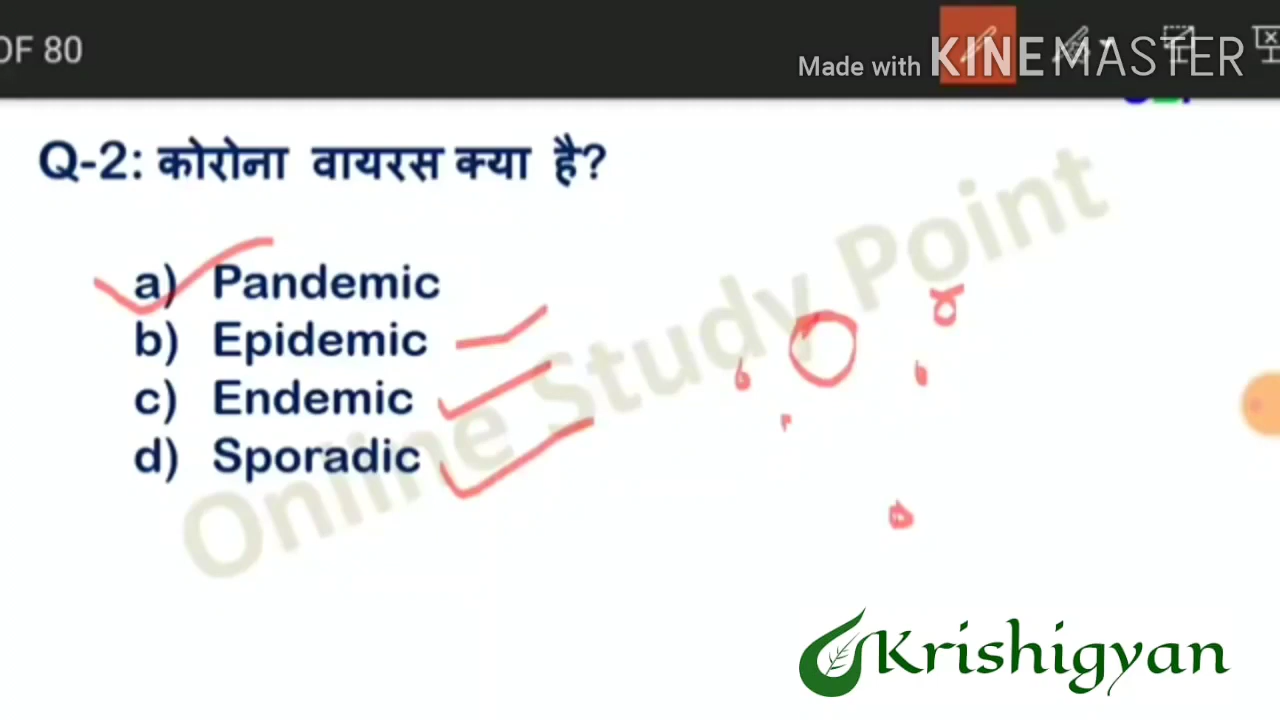 OF 80
Made with KINEMASTER
Q-2: कोरोना वायरस क्या है?
a) Pandemic
b) Epidemic
c) Endemic
d) Sporadic
Online Study Point
Krishigyan